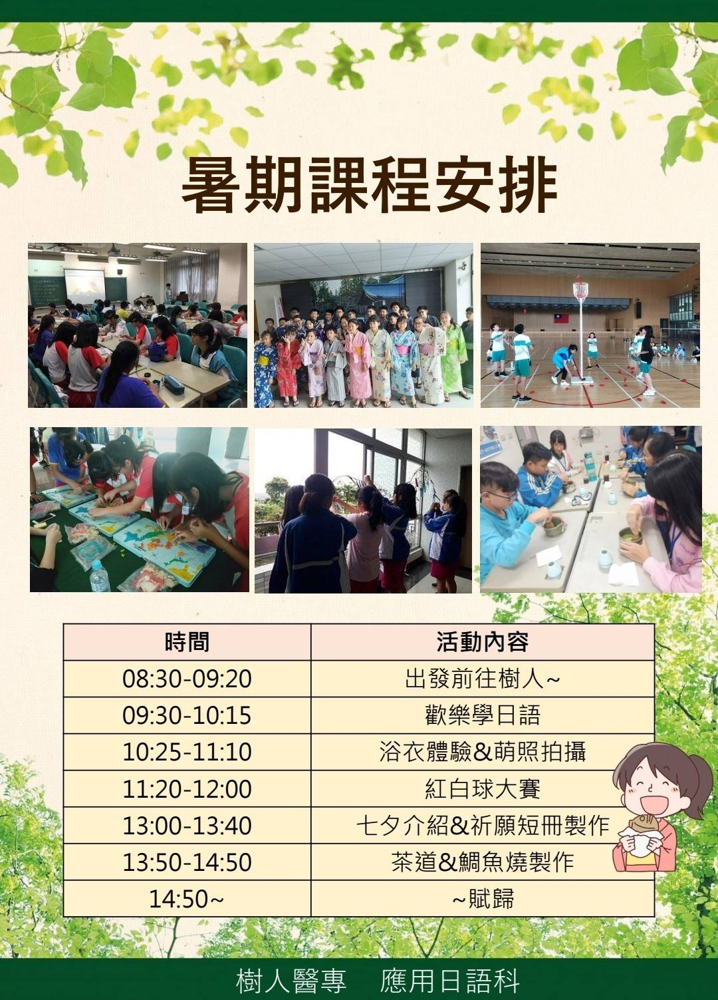 暑期課程安排
時間 活動內容
08:30-09:20 出發前往樹人~
09:30-10:15 歡樂學日語
10:25-11:10 浴衣體驗&萌照拍攝
11:20-12:00 紅白球大賽
13:00-13:40 七夕介紹&祈願短冊製作
13:50-14:50 茶道&鯛魚燒製作
14:50~ ~賦歸
樹人醫專 應用日語科